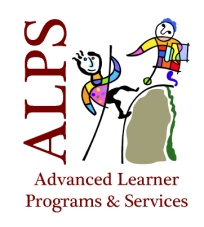 ALPS
Advanced Learner
Programs & Services